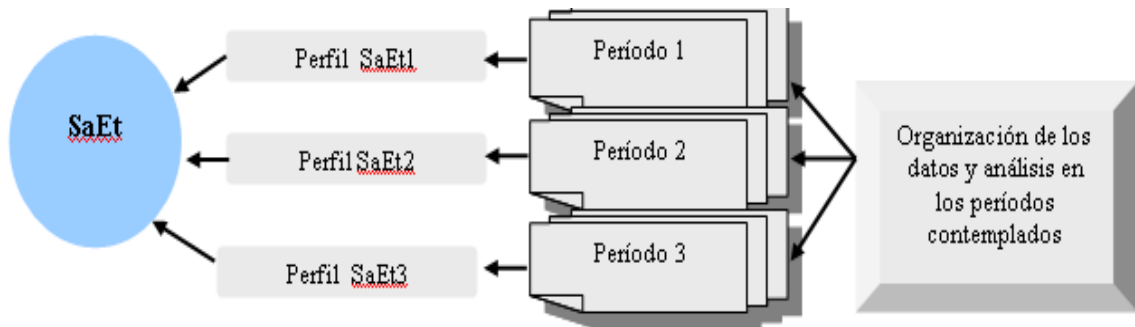 SaEt
Perfil SaEt1
Período 1
Perfil SaEt2
Período 2
Perfil SaEt3
Período 3
Organización de los
datos y análisis en
los períodos
contemplados